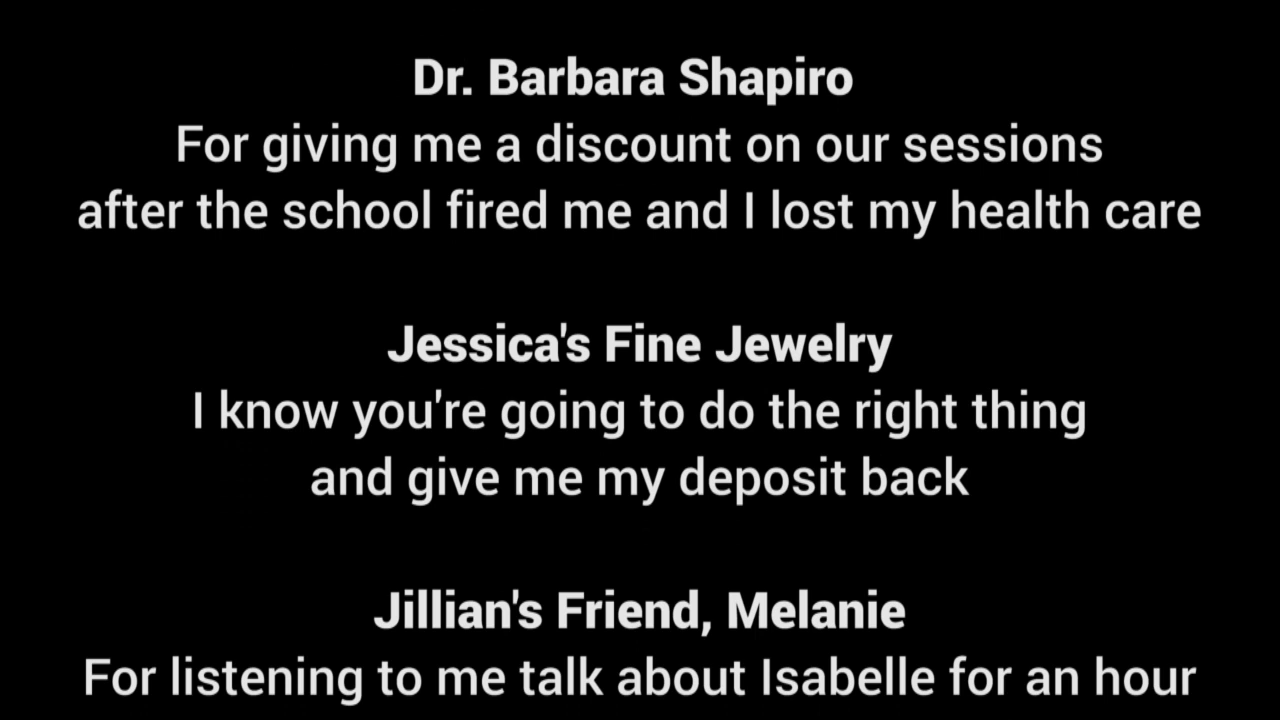 Dr. Barbara Shapiro
For giving me a discount on our sessions
after the school fired me and I lost my health care
Jessica's Fine Jewelry
I know you're going to do the right thing
and give me my deposit back
Jillian's Friend, Melanie
For listening to me talk about Isabelle for an hour